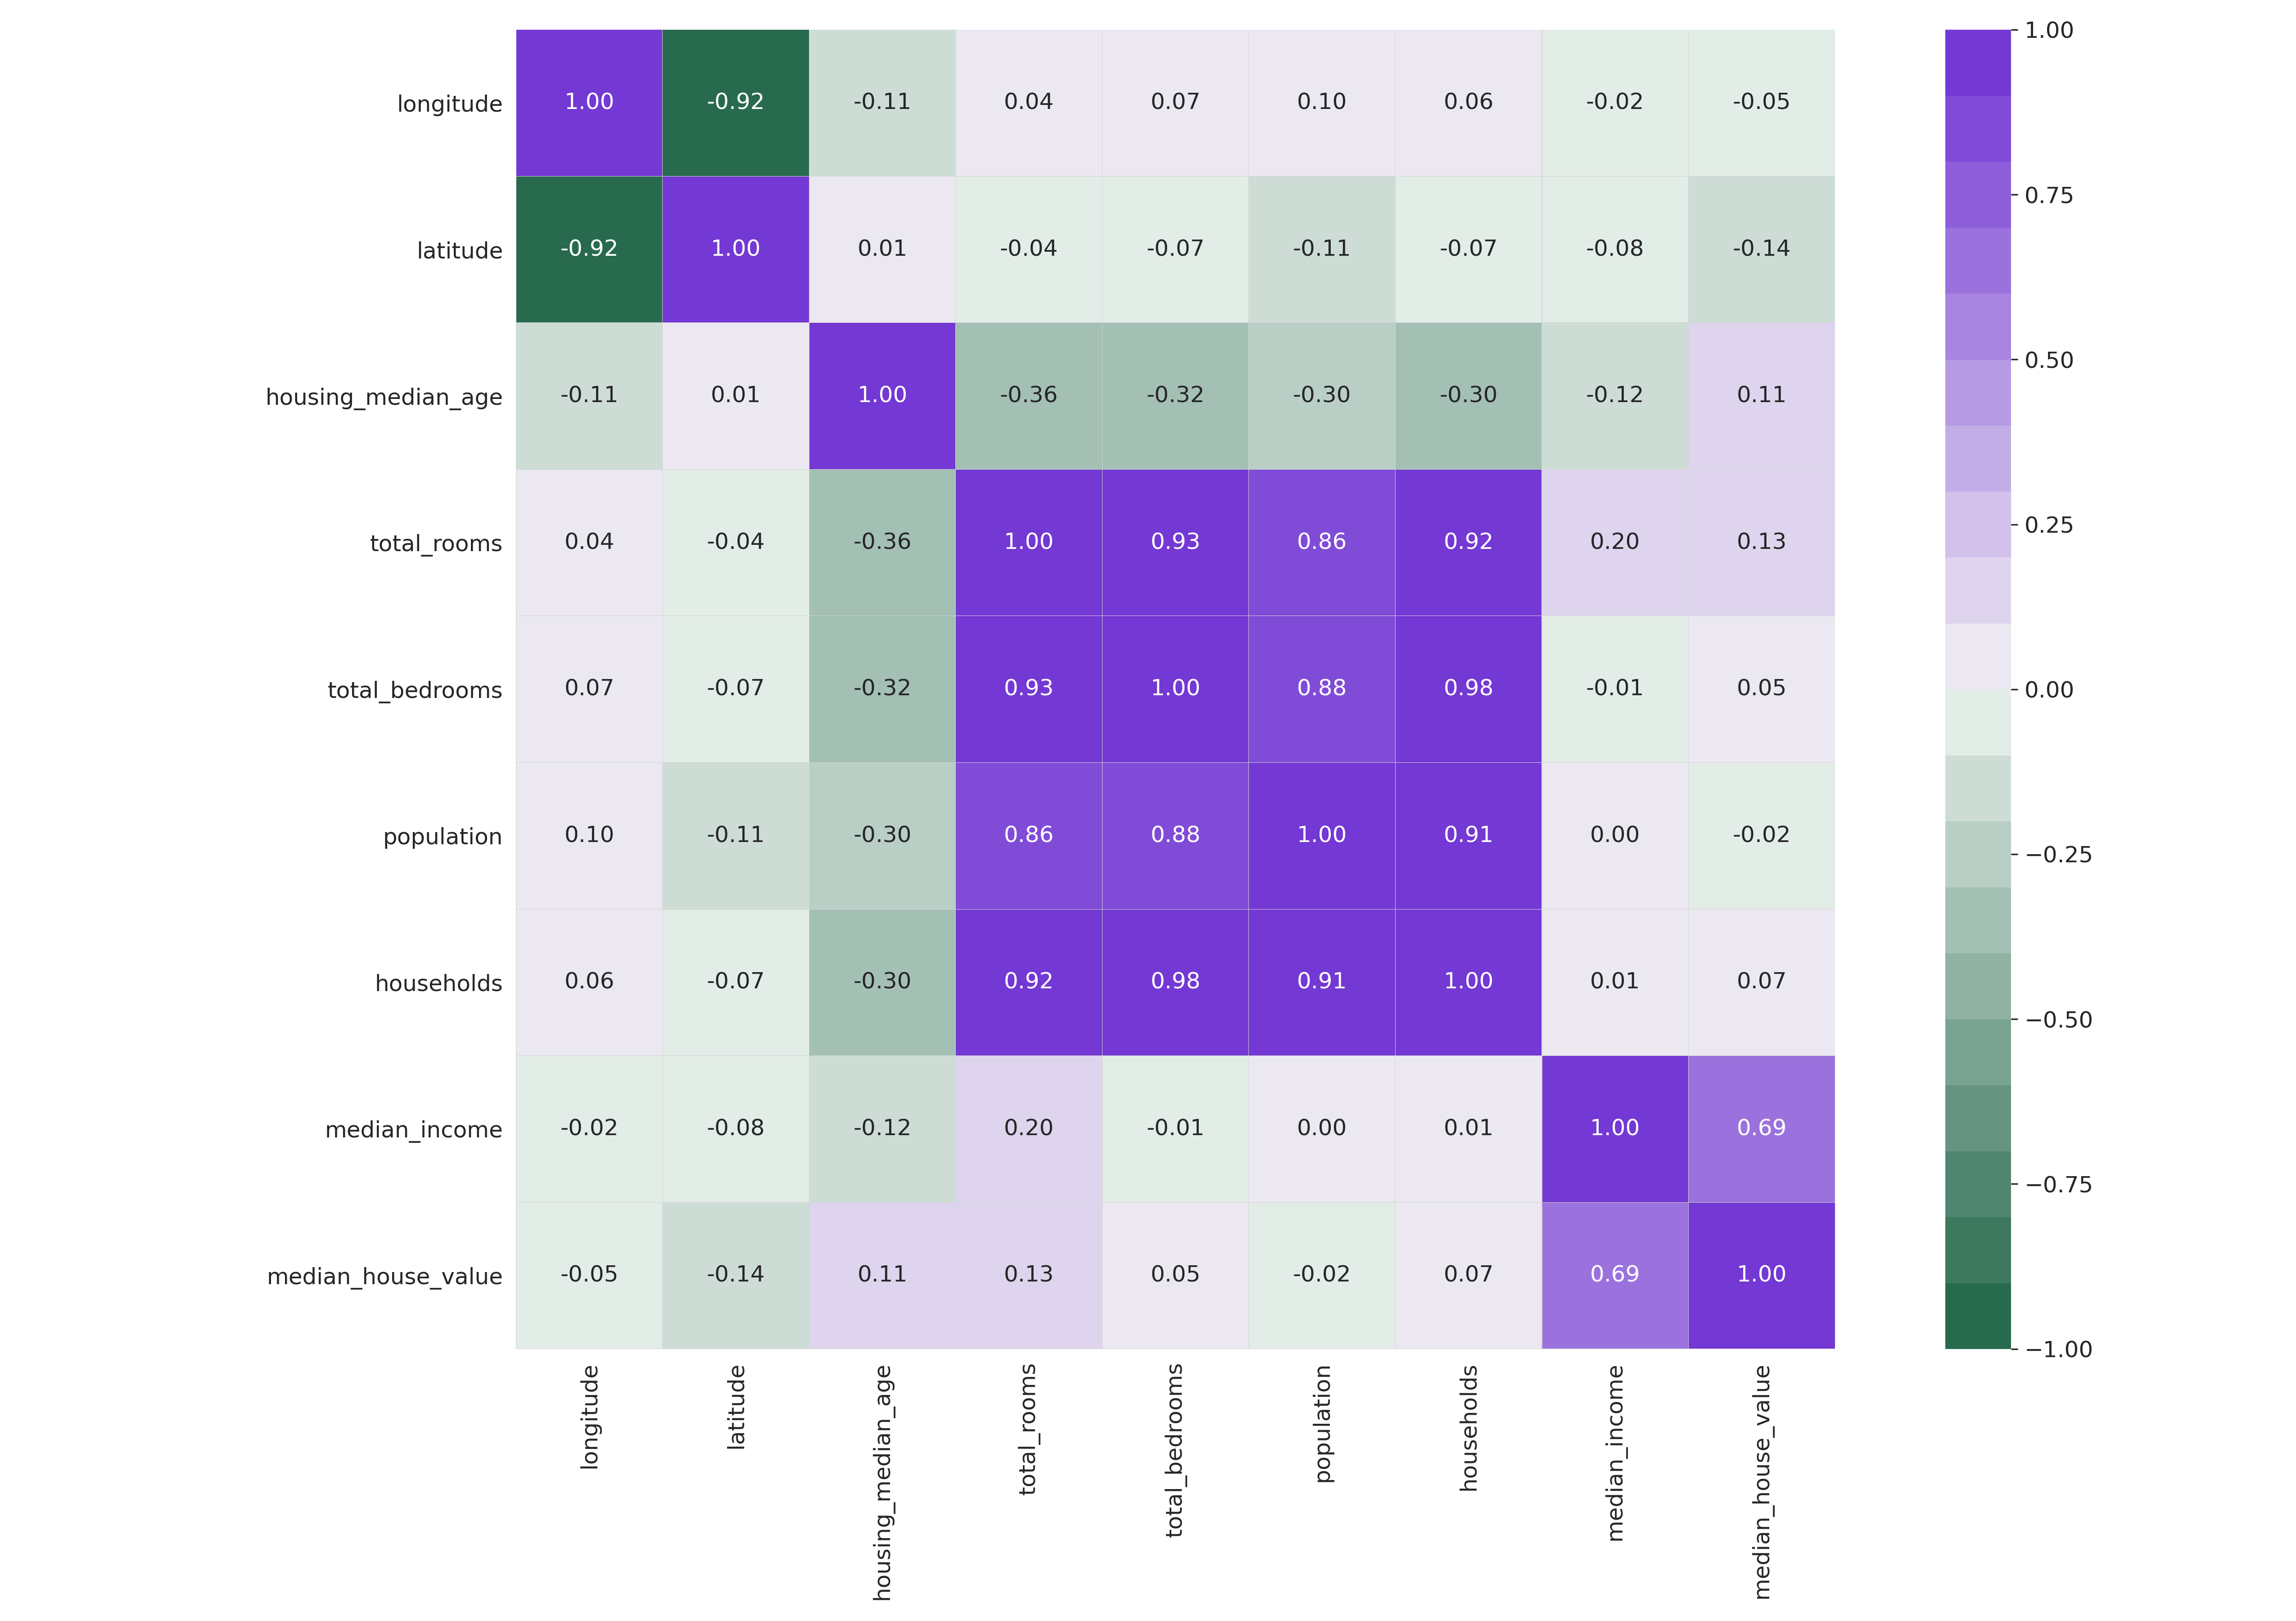 longitude 1.00 -0.92 -0.11 0.04 0.07 0.10 0.06 -0.02 -0.05
latitude -0.92 1.00 0.01 -0.04 -0.07 -0.11 -0.07 -0.08 -0.14
housing_median_age -0.11 0.01 1.00 -0.36 -0.32 -0.30 -0.30 -0.12 0.11
total_rooms 0.04 -0.04 -0.36 1.00 0.93 0.86 0.92 0.20 0.13
total_bedrooms 0.07 -0.07 -0.32 0.93 1.00 0.88 0.98 -0.01 0.05
population 0.10 -0.11 -0.30 0.86 0.88 1.00 0.91 0.00 -0.02
households 0.06 -0.07 -0.30 0.92 0.98 0.91 1.00 0.01 0.07
median_income -0.02 -0.08 -0.12 0.20 -0.01 0.00 0.01 1.00 0.69
median_house_value -0.05 -0.14 0.11 0.13 0.05 -0.02 0.07 0.69 1.00
longitude
latitude
housing_median_age
total_rooms
total_bedrooms
population
households
median_income
median_house_value
1.00
0.75
0.50
0.25
0.00
−0.25
−0.50
−0.75
−1.00